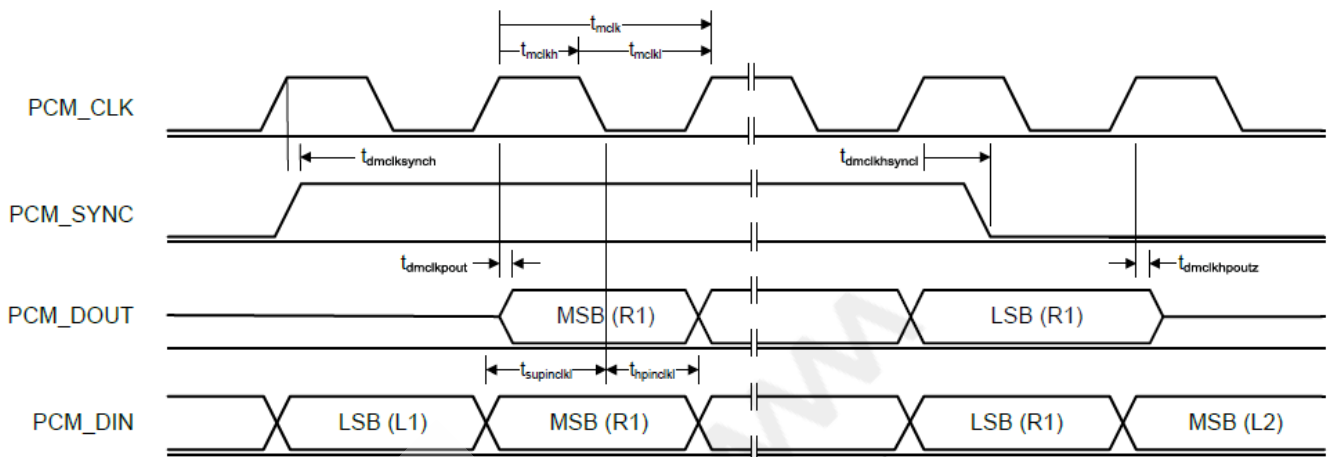 tmclk
tmclkh tmclkl
PCM_CLK
tdmclksynch tdmclkhsyncl
PCM_SYNC
tdmclkpout tdmclkhpoutz
PCM_DOUT MSB (R1) LSB (R1)
tsupinclkl thpinclkl
PCM_DIN LSB (L1) MSB (R1) LSB (R1) MSB (L2)